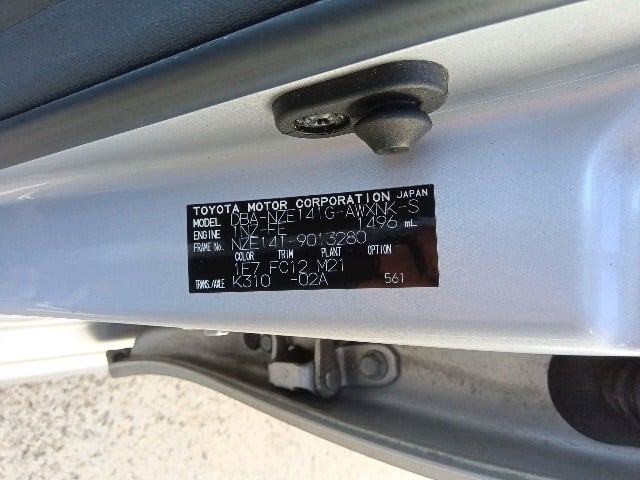 TOYOTA MOTOR CORPORATION JAPAN
MODEL DBA-NZE141G-AWXNK-S
ENGINE 1NZ-FE 1496 mL
FRAME No. NZE141-9013280
COLOR TRIM PLANT OPTION
1E7 FC12 M21
TRANS./AXLE K310 -02A 561